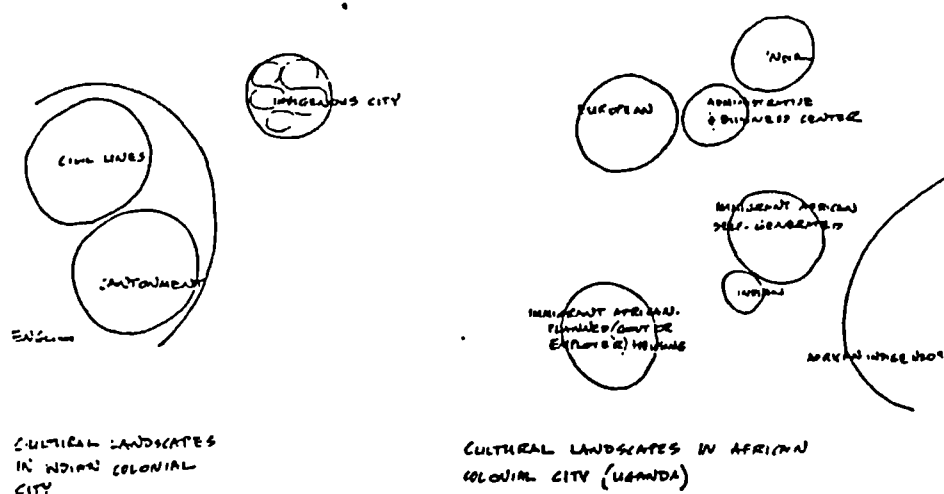 INDIGENOUS CITY
CIVIL LINES
CANTONMENT
ENGLISH
CULTURAL LANDSCAPES
IN INDIAN COLONIAL
CITY
INDIAN
EUROPEAN
ADMINISTRATIVE
& BUSINESS CENTER
IMMIGRANT AFRICAN
SELF-GENERATED
INDIAN
IMMIGRANT AFRICAN.
PLANNED (GOVT OR
EMPLOYER) HOUSING
AFRICAN INDIGENOUS
CULTURAL LANDSCAPES IN AFRICAN
COLONIAL CITY (UGANDA)